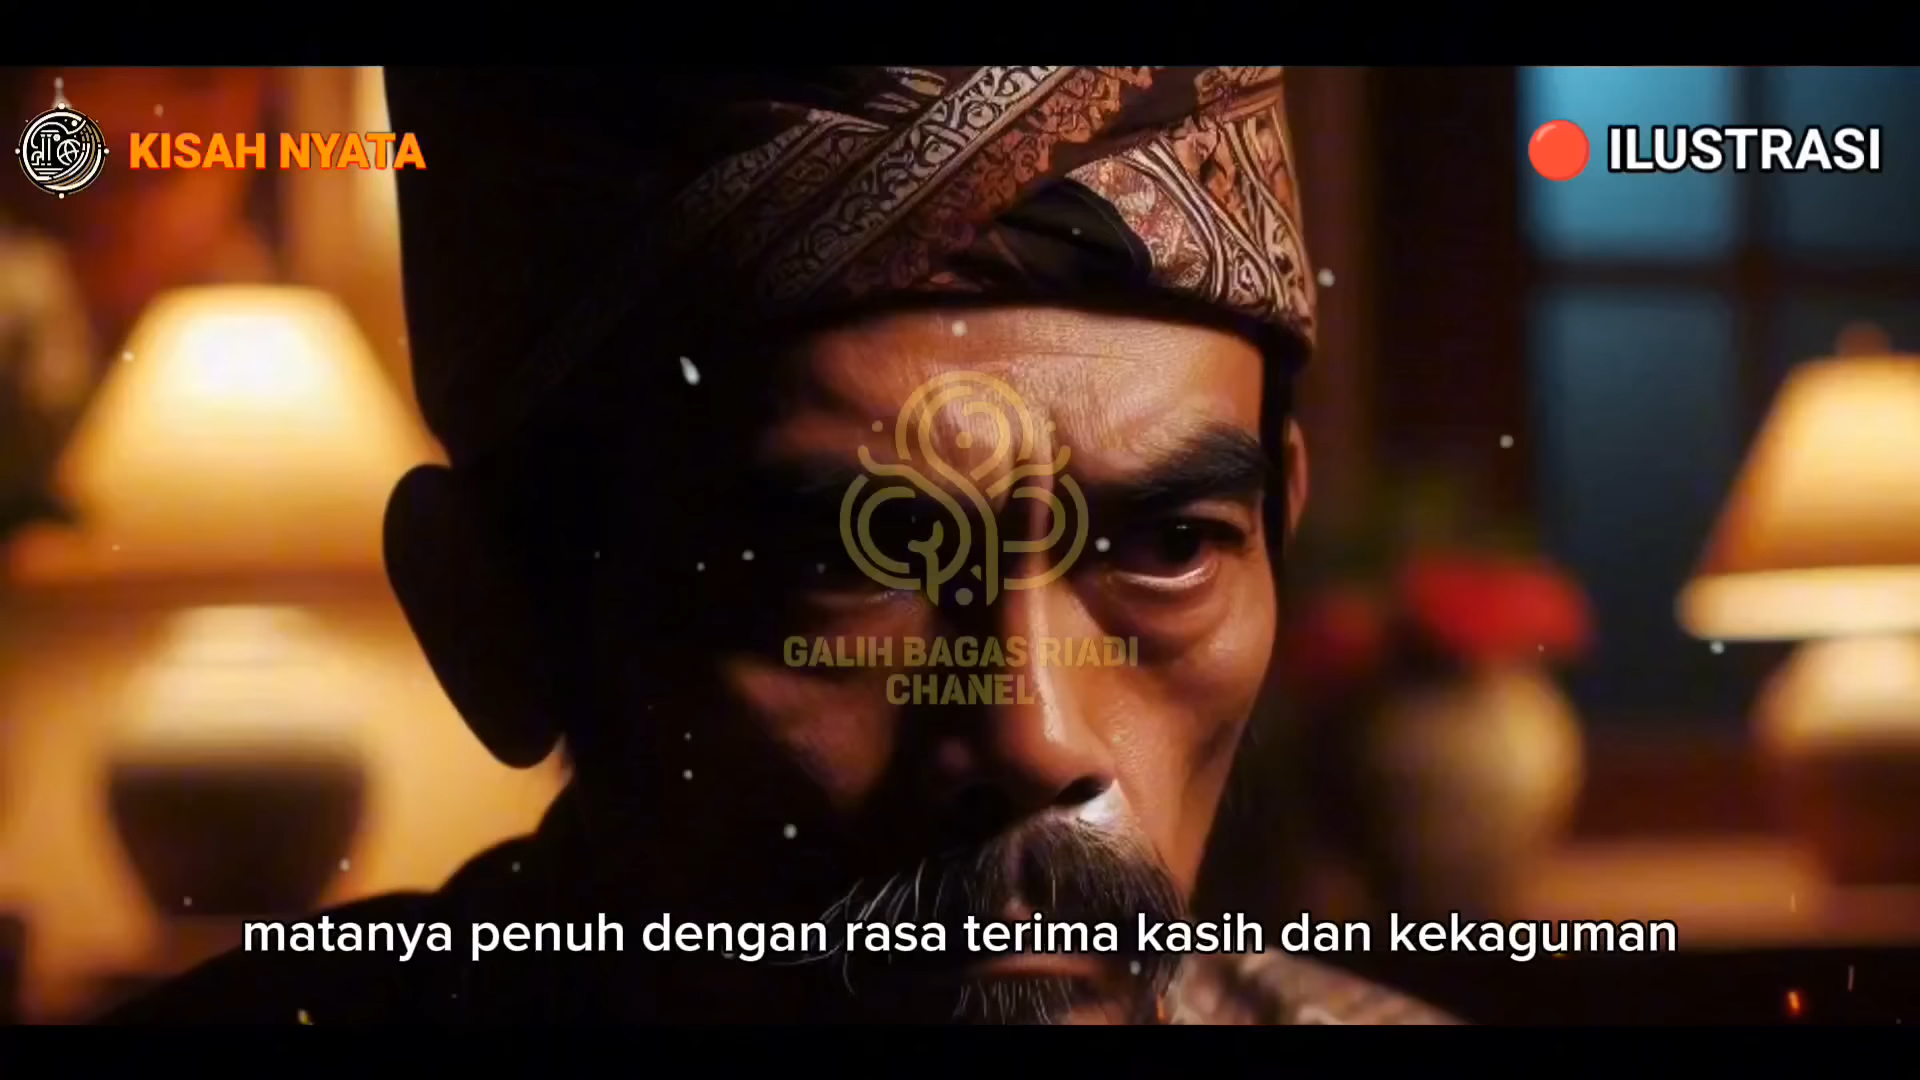 KISAH NYATA
ILUSTRASI
GALIH BAGAS RIADI
CHANEL
matanya penuh dengan rasa terima kasih dan kekaguman